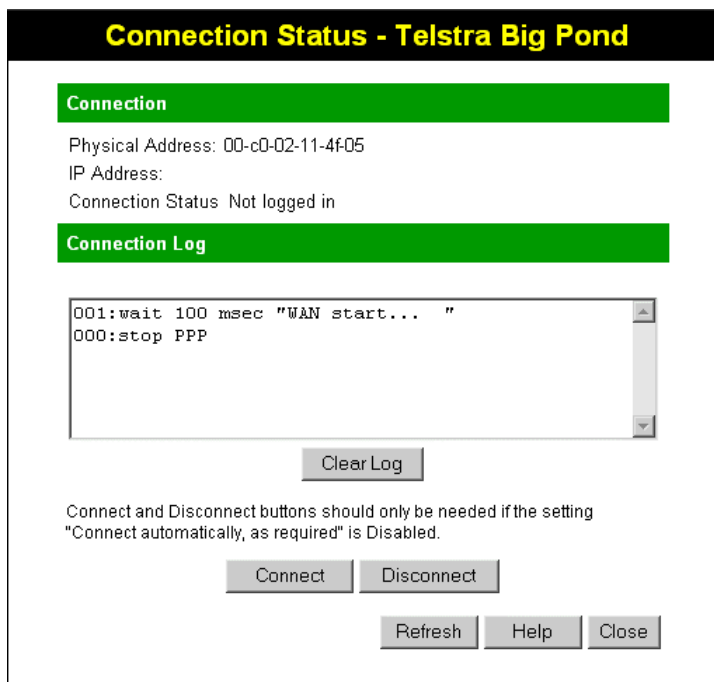 Connection Status - Telstra Big Pond
Connection
Physical Address: 00-c0-02-11-4f-05
IP Address:
Connection Status Not logged in
Connection Log
001:wait 100 msec "WAN start...  "
000:stop PPP
Clear Log
Connect and Disconnect buttons should only be needed if the setting
"Connect automatically, as required" is Disabled.
Connect Disconnect
Refresh Help Close